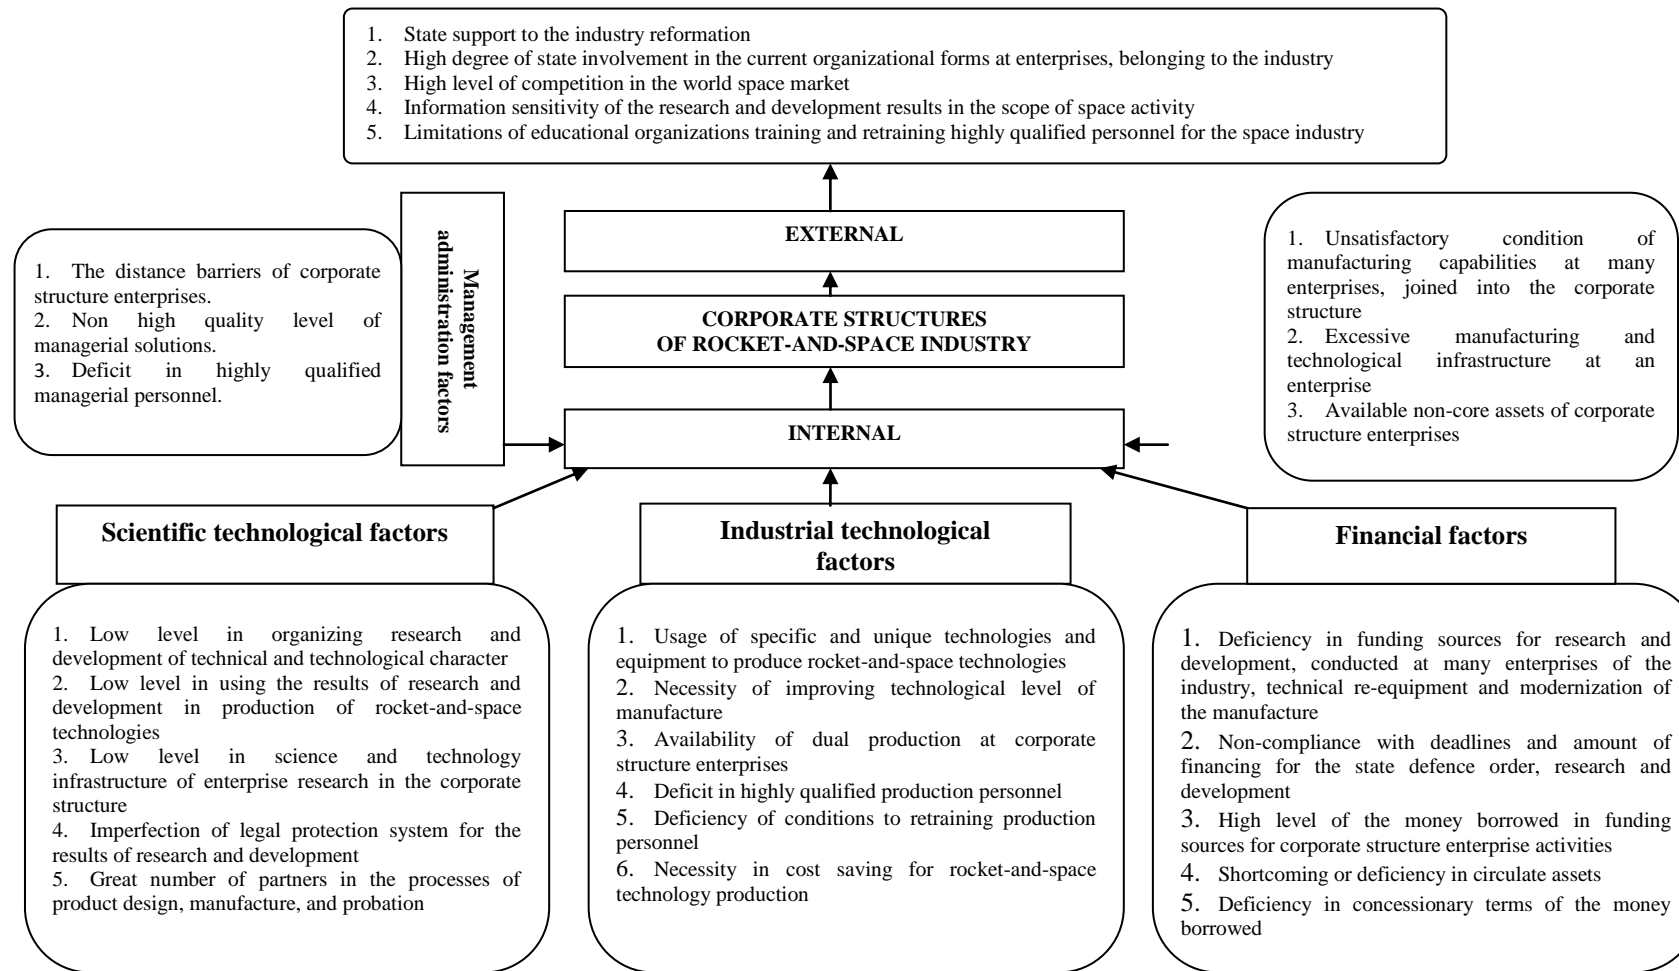 1. State support to the industry reformation
2. High degree of state involvement in the current organizational forms at enterprises, belonging to the industry
3. High level of competition in the world space market
4. Information sensitivity of the research and development results in the scope of space activity
5. Limitations of educational organizations training and retraining highly qualified personnel for the space industry
EXTERNAL
CORPORATE STRUCTURES
OF ROCKET-AND-SPACE INDUSTRY
INTERNAL
Management
administration factors
1. The distance barriers of corporate
structure enterprises.
2. Non high quality level of
managerial solutions.
3. Deficit in highly qualified
managerial personnel.
1. Unsatisfactory condition of
manufacturing capabilities at many
enterprises, joined into the corporate
structure
2. Excessive manufacturing and
technological infrastructure at an
enterprise
3. Available non-core assets of corporate
structure enterprises
Scientific technological factors
1. Low level in organizing research and
development of technical and technological character
2. Low level in using the results of research and
development in production of rocket-and-space
technologies
3. Low level in science and technology
infrastructure of enterprise research in the corporate
structure
4. Imperfection of legal protection system for the
results of research and development
5. Great number of partners in the processes of
product design, manufacture, and probation
Industrial technological
factors
1. Usage of specific and unique technologies and
equipment to produce rocket-and-space technologies
2. Necessity of improving technological level of
manufacture
3. Availability of dual production at corporate
structure enterprises
4. Deficit in highly qualified production personnel
5. Deficiency of conditions to retraining production
personnel
6. Necessity in cost saving for rocket-and-space
technology production
Financial factors
1. Deficiency in funding sources for research and
development, conducted at many enterprises of the
industry, technical re-equipment and modernization of
the manufacture
2. Non-compliance with deadlines and amount of
financing for the state defence order, research and
development
3. High level of the money borrowed in funding
sources for corporate structure enterprise activities
4. Shortcoming or deficiency in circulate assets
5. Deficiency in concessionary terms of the money
borrowed